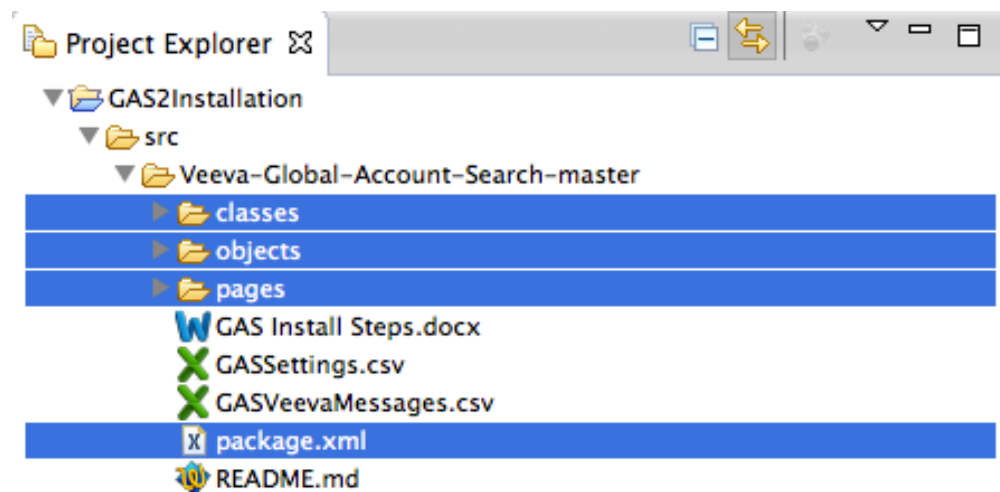 Project Explorer
GAS2Installation
src
Veeva-Global-Account-Search-master
classes
objects
pages
GAS Install Steps.docx
GASSettings.csv
GASVeevaMessages.csv
package.xml
README.md